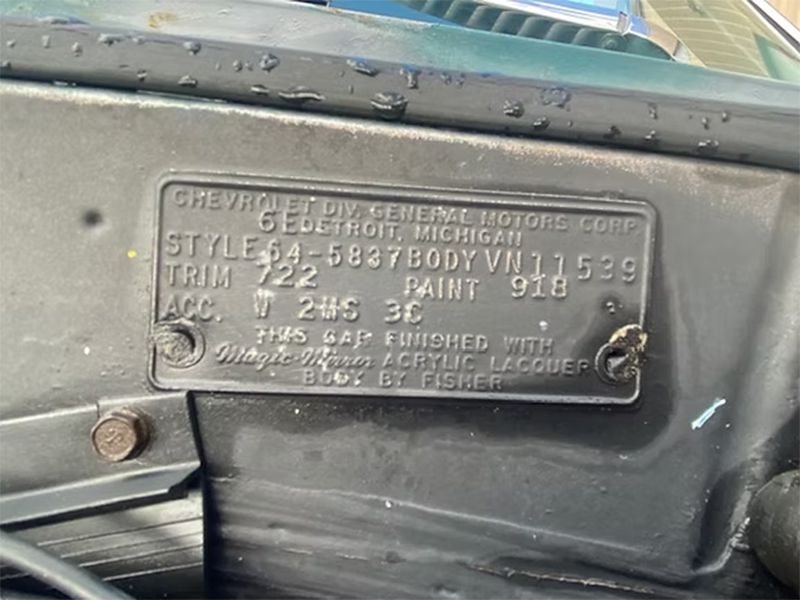 CHEVROLET DIV. GENERAL MOTORS CORP
6E DETROIT, MICHIGAN
STYLE 64-5837 BODY VN 11539
TRIM 722 PAINT 918
ACC. W 2MS 3C
THIS CAR FINISHED WITH
Magic-Mirror ACRYLIC LACQUER
BODY BY FISHER